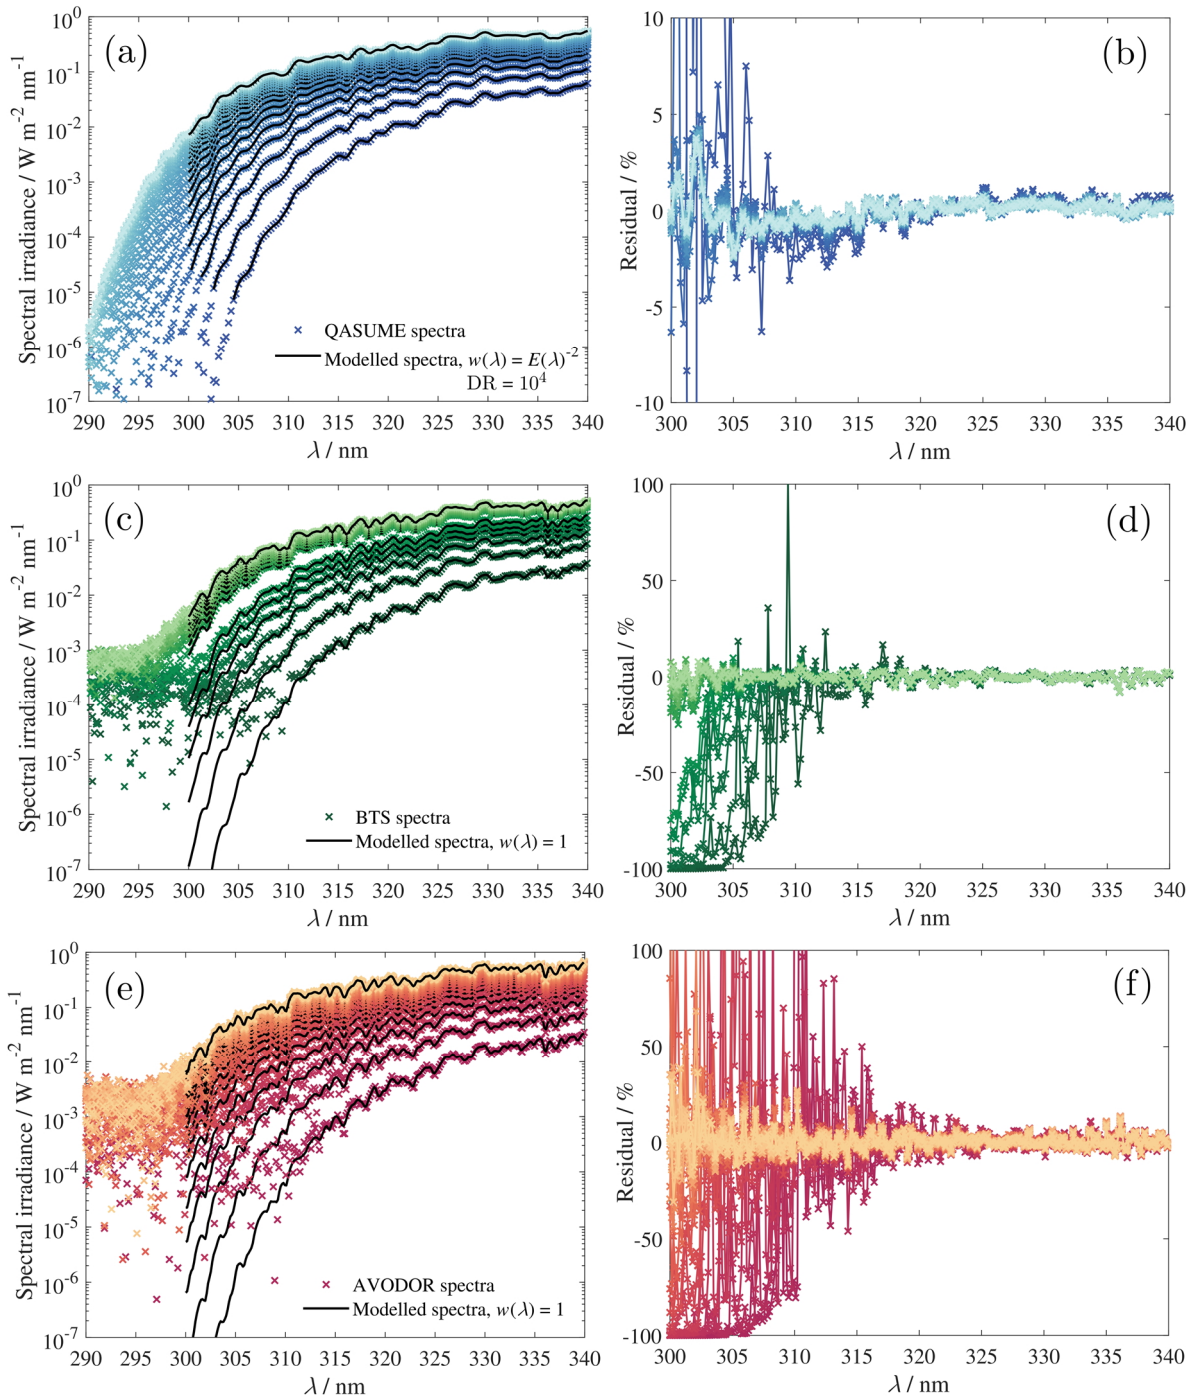 (a)
Spectral irradiance / W m-2 nm-1
10^0
10^-1
10^-2
10^-3
10^-4
10^-5
10^-6
10^-7
QASUME spectra
Modelled spectra, w(λ) = E(λ)^-2
DR = 10^4
290 295 300 305 310 315 320 325 330 335 340
λ / nm
(b)
Residual / %
10
5
0
-5
-10
300 305 310 315 320 325 330 335 340
λ / nm
(c)
Spectral irradiance / W m-2 nm-1
10^0
10^-1
10^-2
10^-3
10^-4
10^-5
10^-6
10^-7
BTS spectra
Modelled spectra, w(λ) = 1
290 295 300 305 310 315 320 325 330 335 340
λ / nm
(d)
Residual / %
100
50
0
-50
-100
300 305 310 315 320 325 330 335 340
λ / nm
(e)
Spectral irradiance / W m-2 nm-1
10^0
10^-1
10^-2
10^-3
10^-4
10^-5
10^-6
10^-7
AVODOR spectra
Modelled spectra, w(λ) = 1
290 295 300 305 310 315 320 325 330 335 340
λ / nm
(f)
Residual / %
100
50
0
-50
-100
300 305 310 315 320 325 330 335 340
λ / nm